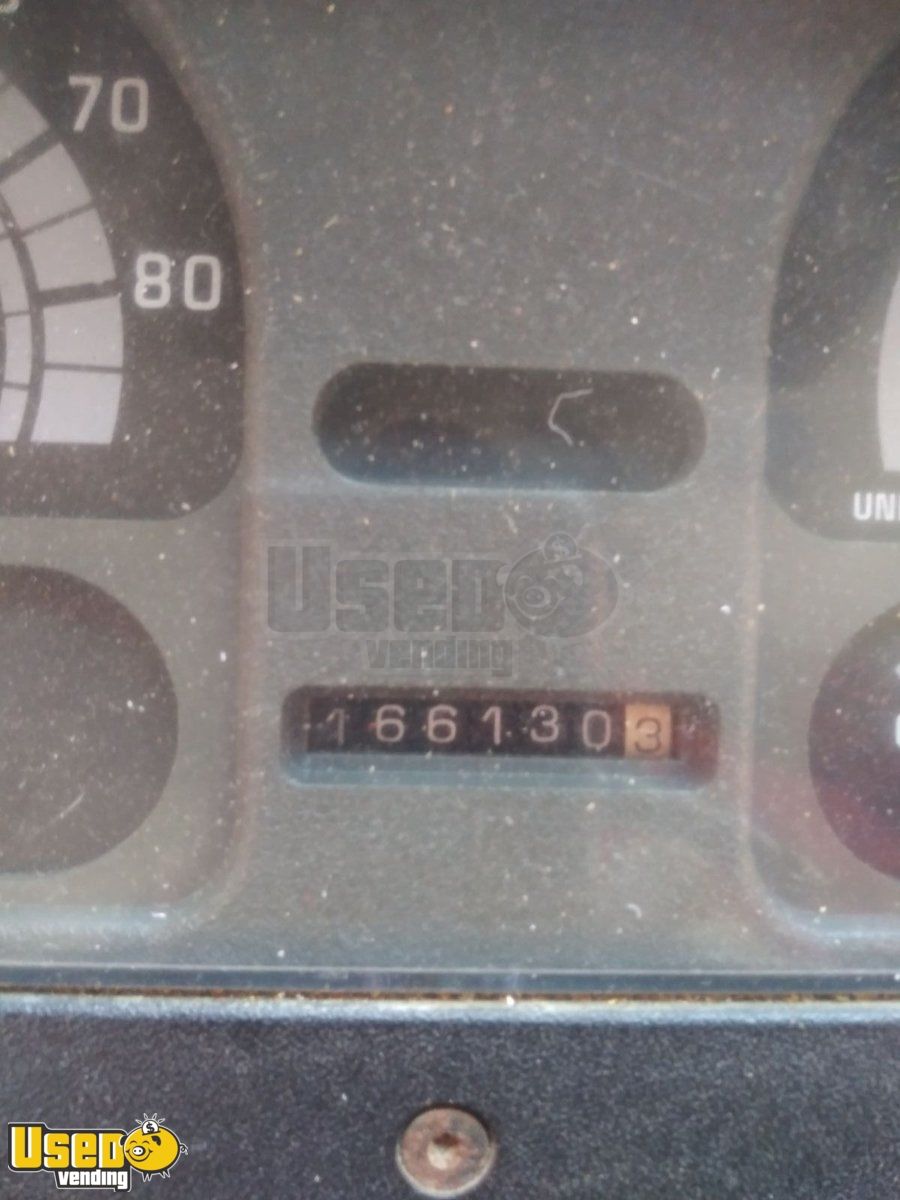 70
80
UN
USED
vending
1661303
USED
vending